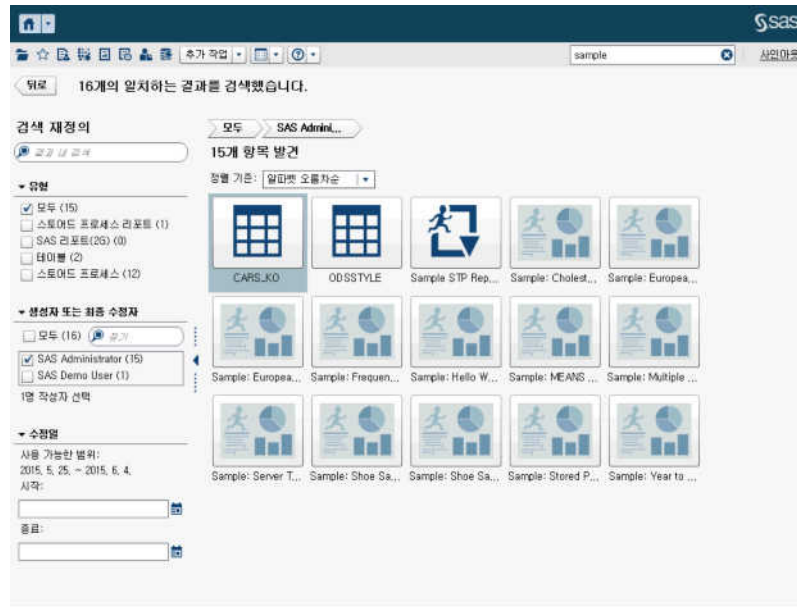 sas
추가 작업
sample
사인아웃
뒤로
16개의 일치하는 결과를 검색했습니다.
검색 재정의
결과 내 검색
모두
SAS Admini...
15개 항목 발견
정렬 기준: 알파벳 오름차순
유형
모두 (15)
스토어드 프로세스 리포트 (1)
SAS 리포트(2G) (0)
테이블 (2)
스토어드 프로세스 (12)
생성자 또는 최종 수정자
모두 (16)
찾기
SAS Administrator (15)
SAS Demo User (1)
1명 작성자 선택
수정일
사용 가능한 범위:
2015. 5. 25. ~ 2015. 6. 4.
시작:
종료:
CARS_KO
ODSSTYLE
Sample STP Rep...
Sample: Cholest...
Sample: Europea...
Sample: Europea...
Sample: Frequen...
Sample: Hello W...
Sample: MEANS ...
Sample: Multiple ...
Sample: Server T...
Sample: Shoe Sa...
Sample: Shoe Sa...
Sample: Stored P...
Sample: Year to ...